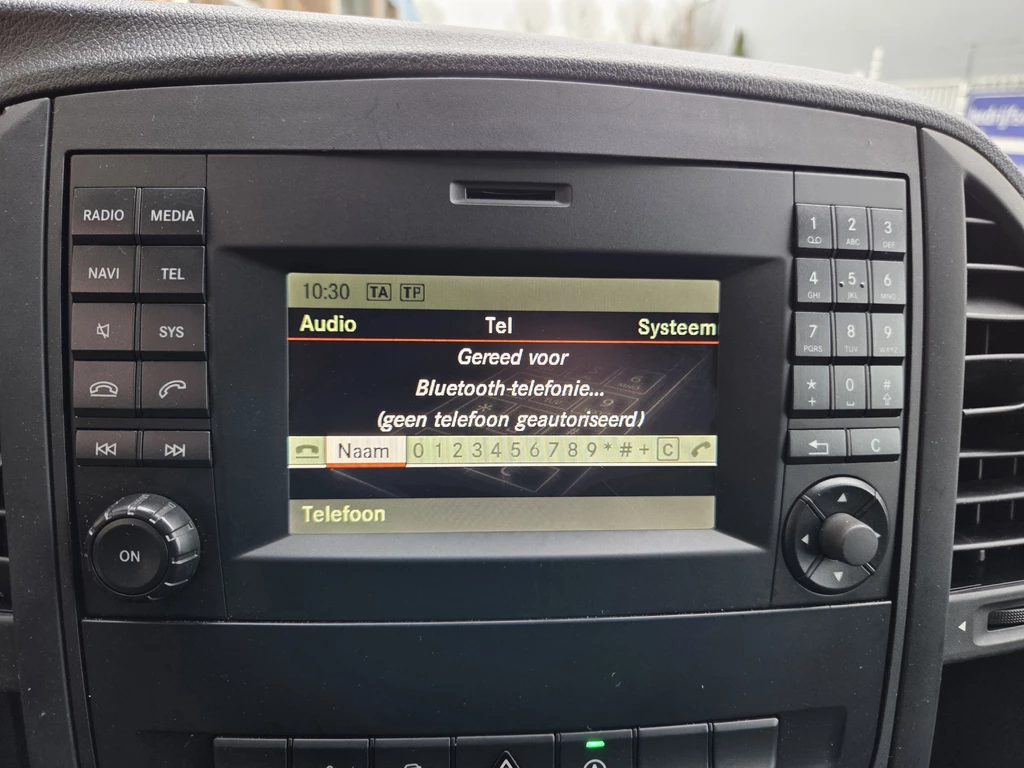 RADIO MEDIA
NAVI TEL
SYS
ON
10:30 TA TP
Audio Tel Systeem
Gereed voor
Bluetooth-telefonie...
(geen telefoon geautoriseerd)
Naam 0 1 2 3 4 5 6 7 8 9 * # + C
Telefoon
1 2 3
ABC DEF
4 5 6
GHI JKL MNO
7 8 9
PQRS TUV WXYZ
* 0 #
+
C